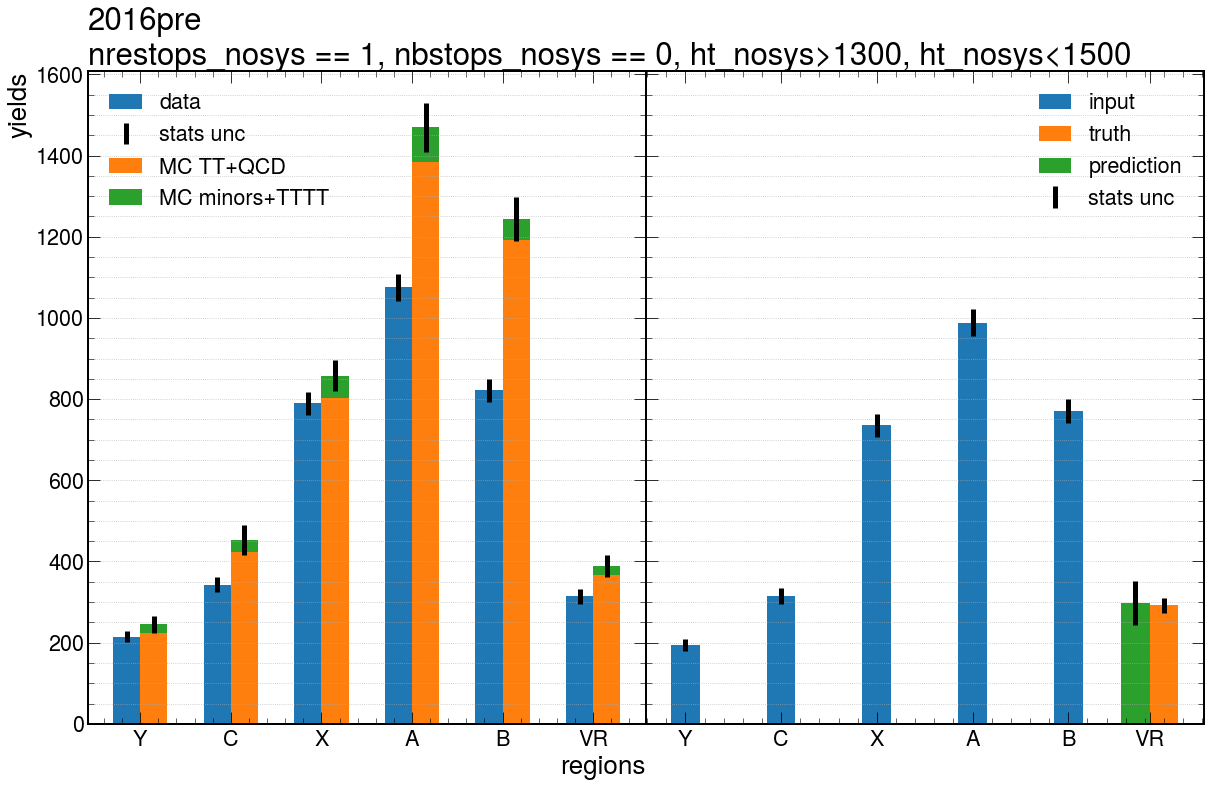 2016pre
nrestops_nosys == 1, nbstops_nosys == 0, ht_nosys>1300, ht_nosys<1500
yields
1600
1400
1200
1000
800
600
400
200
0
data
stats unc
MC TT+QCD
MC minors+TTTT
input
truth
prediction
stats unc
Y C X A B VR Y C X A B VR
regions